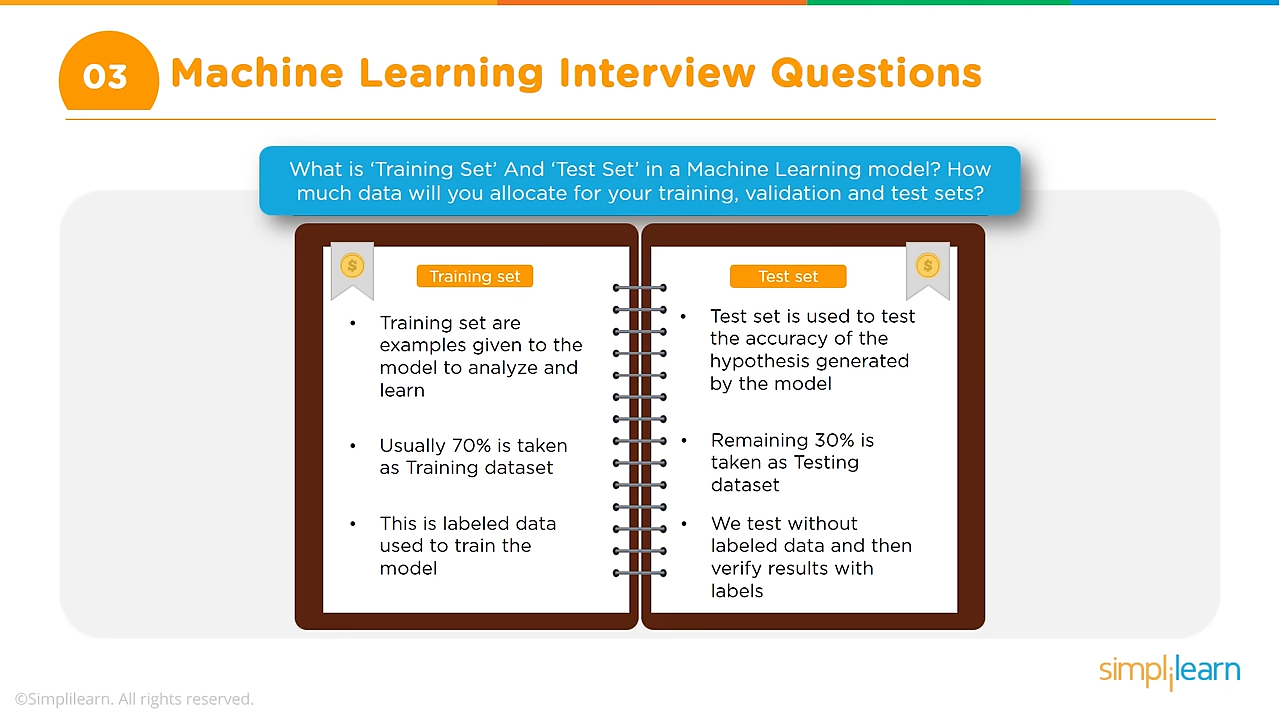 03
Machine Learning Interview Questions
What is ‘Training Set’ And ‘Test Set’ in a Machine Learning model? How
much data will you allocate for your training, validation and test sets?
$
Training set
• Training set are
examples given to the
model to analyze and
learn
• Usually 70% is taken
as Training dataset
• This is labeled data
used to train the
model
$
Test set
• Test set is used to test
the accuracy of the
hypothesis generated
by the model
• Remaining 30% is
taken as Testing
dataset
• We test without
labeled data and then
verify results with
labels
simplilearn
©Simplilearn. All rights reserved.